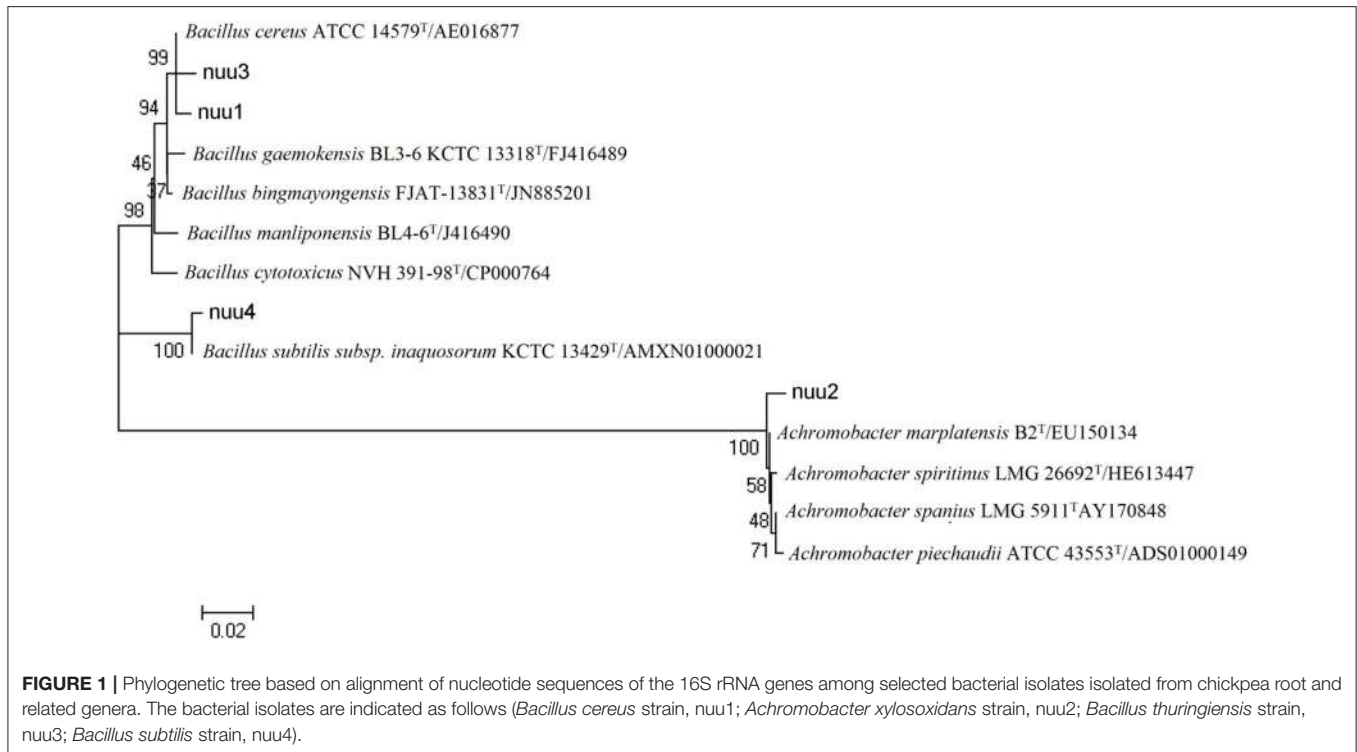 Bacillus cereus ATCC 14579ᵀ/AE016877
99
nuu3
94
nuu1
Bacillus gaemokensis BL3-6 KCTC 13318ᵀ/FJ416489
46
37
Bacillus bingmayongensis FJAT-13831ᵀ/JN885201
98
Bacillus manliponensis BL4-6ᵀ/J416490
Bacillus cytotoxicus NVH 391-98ᵀ/CP000764
nuu4
100
Bacillus subtilis subsp. inaquosorum KCTC 13429ᵀ/AMXN01000021
nuu2
Achromobacter marplatensis B2ᵀ/EU150134
100
Achromobacter spiritinus LMG 26692ᵀ/HE613447
58
Achromobacter spanius LMG 5911ᵀAY170848
48
71
Achromobacter piechaudii ATCC 43553ᵀ/ADS01000149
0.02
FIGURE 1 | Phylogenetic tree based on alignment of nucleotide sequences of the 16S rRNA genes among selected bacterial isolates isolated from chickpea root and
related genera. The bacterial isolates are indicated as follows (Bacillus cereus strain, nuu1; Achromobacter xylosoxidans strain, nuu2; Bacillus thuringiensis strain,
nuu3; Bacillus subtilis strain, nuu4).